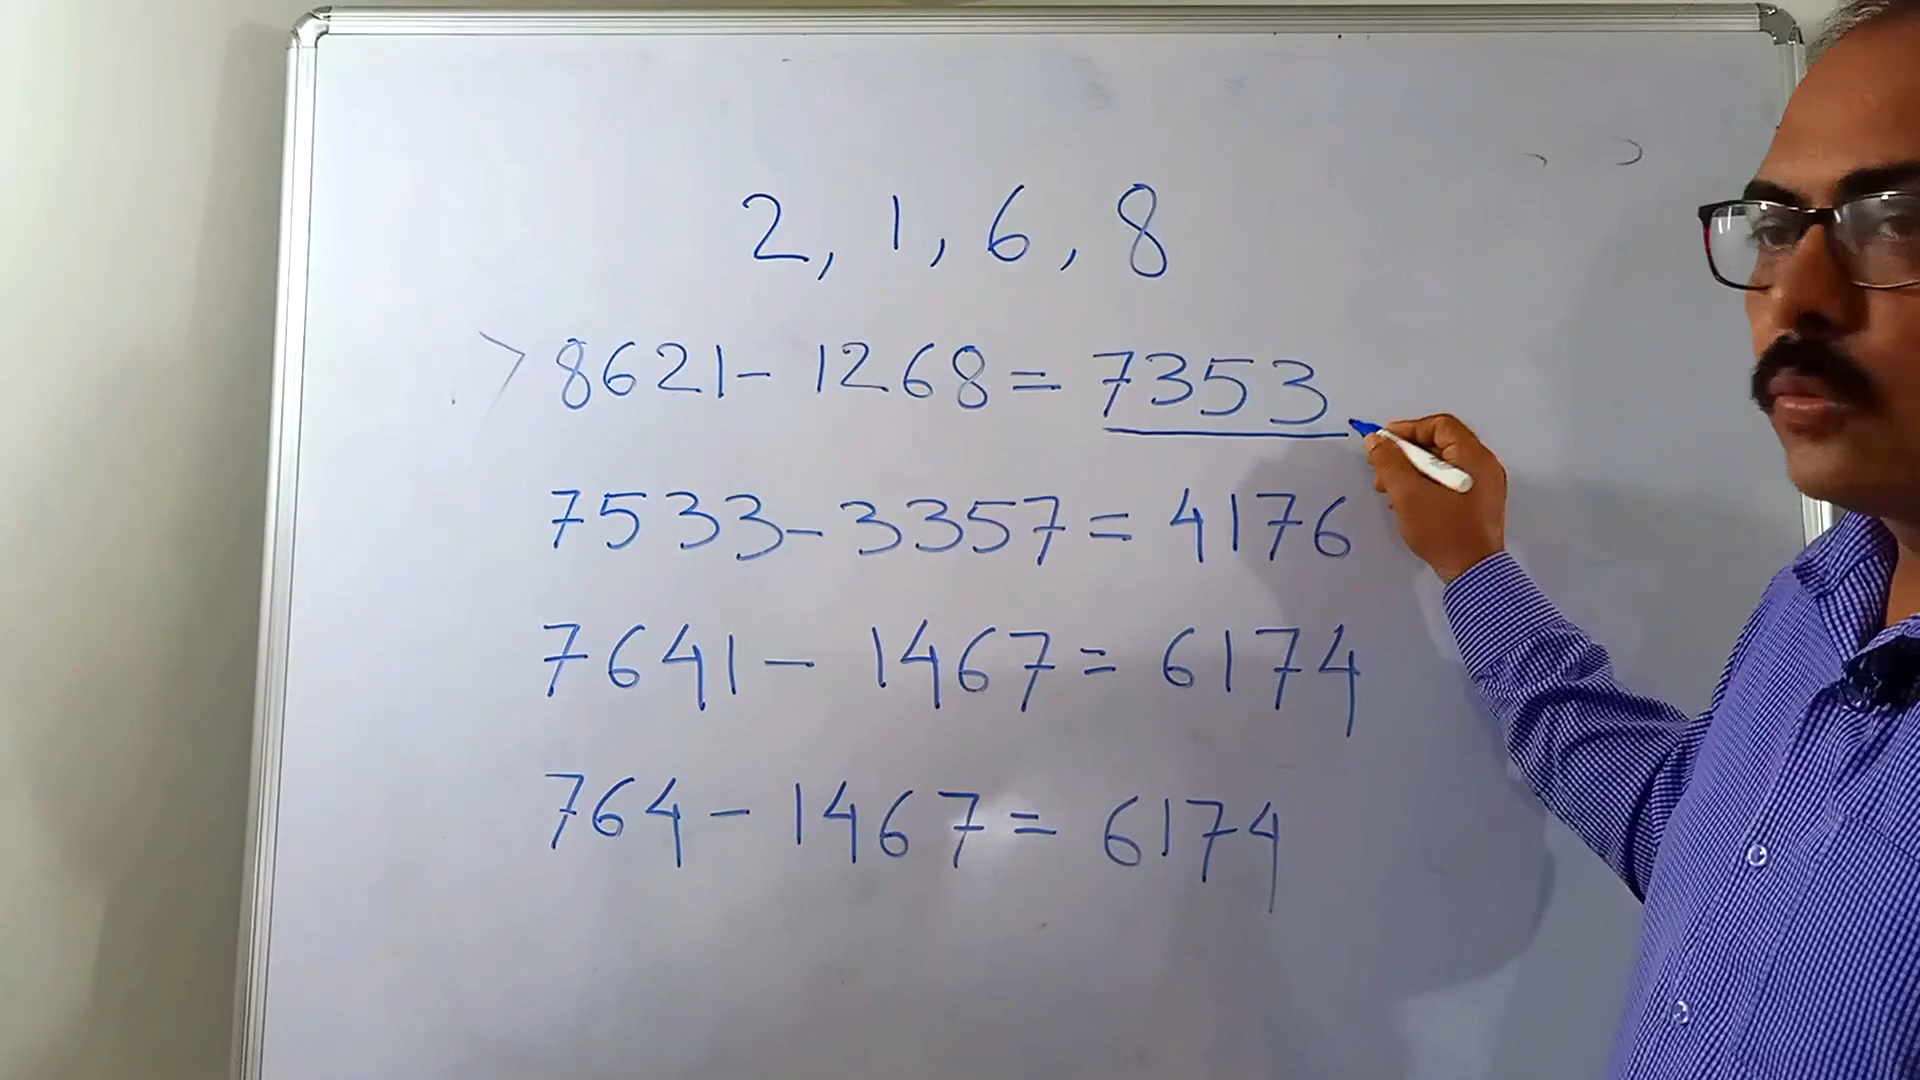 2, 1, 6, 8
8621 - 1268 = 7353
7533 - 3357 = 4176
7641 - 1467 = 6174
764 - 1467 = 6174